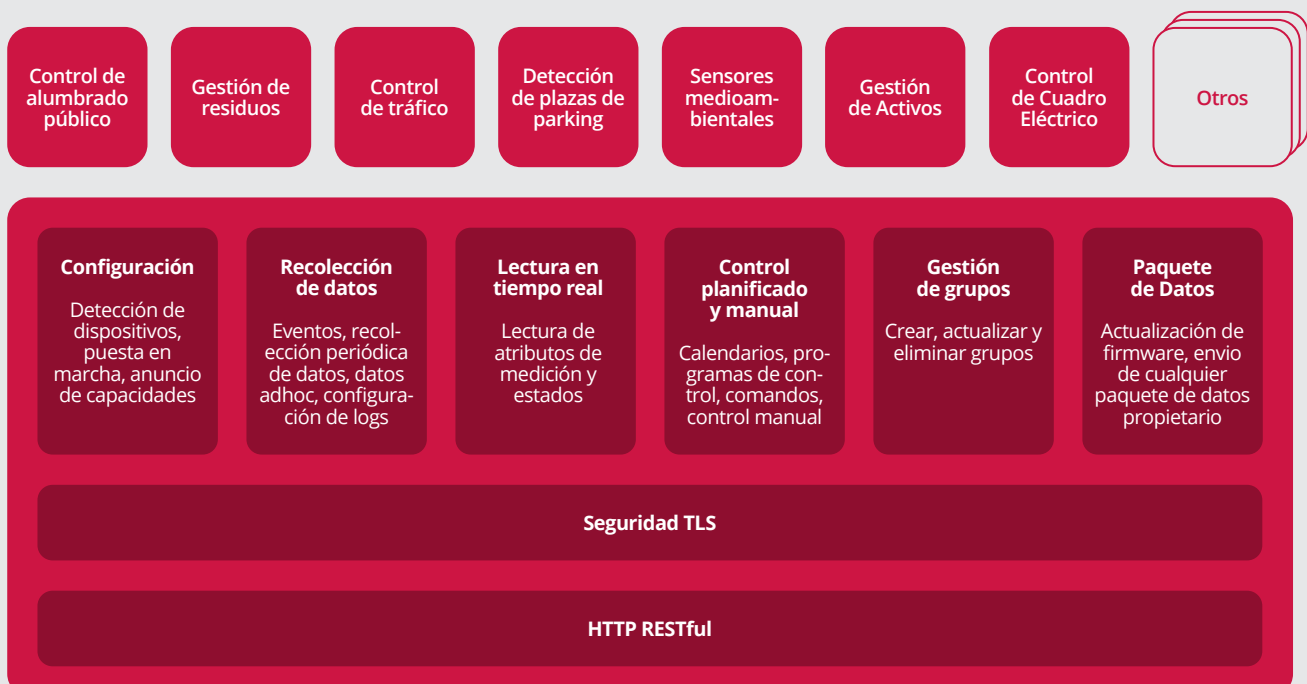 Control de
alumbrado
público
Gestión de
residuos
Control
de tráfico
Detección
de plazas de
parking
Sensores
medioam-
bientales
Gestión
de Activos
Control
de Cuadro
Eléctrico
Otros
Configuración
Detección de
dispositivos,
puesta en
marcha, anuncio
de capacidades
Recolección
de datos
Eventos, recol-
ección periódica
de datos, datos
adhoc, configura-
ción de logs
Lectura en
tiempo real
Lectura de
atributos de
medición y
estados
Control
planificado
y manual
Calendarios, pro-
gramas de con-
trol, comandos,
control manual
Gestión
de grupos
Crear, actualizar y
eliminar grupos
Paquete
de Datos
Actualización de
firmware, envio
de cualquier
paquete de datos
propietario
Seguridad TLS
HTTP RESTful